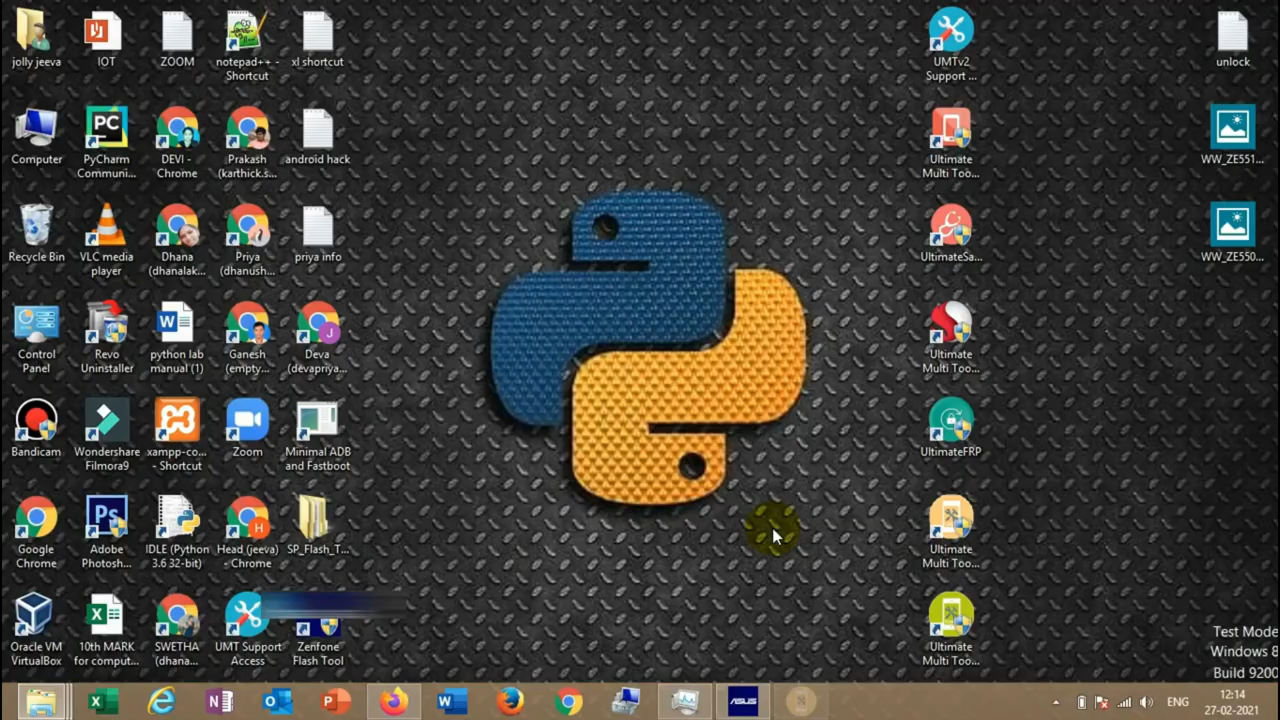 jolly jeeva
IOT
ZOOM
notepad++ -
Shortcut
xl shortcut
UMTv2
Support ...
unlock
Computer
PC
PyCharm
Communi...
DEVI -
Chrome
Prakash
(karthick.s...
android hack
Ultimate
Multi Too...
WW_ZE551...
Recycle Bin
VLC media
player
Dhana
(dhanalak...
Priya
(dhanush...
priya info
UltimateSa...
WW_ZE550...
Control
Panel
Revo
Uninstaller
W
python lab
manual (1)
Ganesh
(empty...
J
Deva
(devapriya...
Ultimate
Multi Too...
Bandicam
Wondershare
Filmora9
xampp-co...
- Shortcut
Zoom
Minimal ADB
and Fastboot
UltimateFRP
Google
Chrome
Ps
Adobe
Photosh...
IDLE (Python
3.6 32-bit)
H
Head (jeeva)
- Chrome
SP_Flash_T...
Ultimate
Multi Too...
Oracle VM
VirtualBox
X
10th MARK
for comput...
SWETHA
(dhana...
UMT Support
Access
Zenfone
Flash Tool
Ultimate
Multi Too...
Test Mode
Windows 8
Build 9200
X
N
O
P
W
ASUS
ENG
12:14
27-02-2021